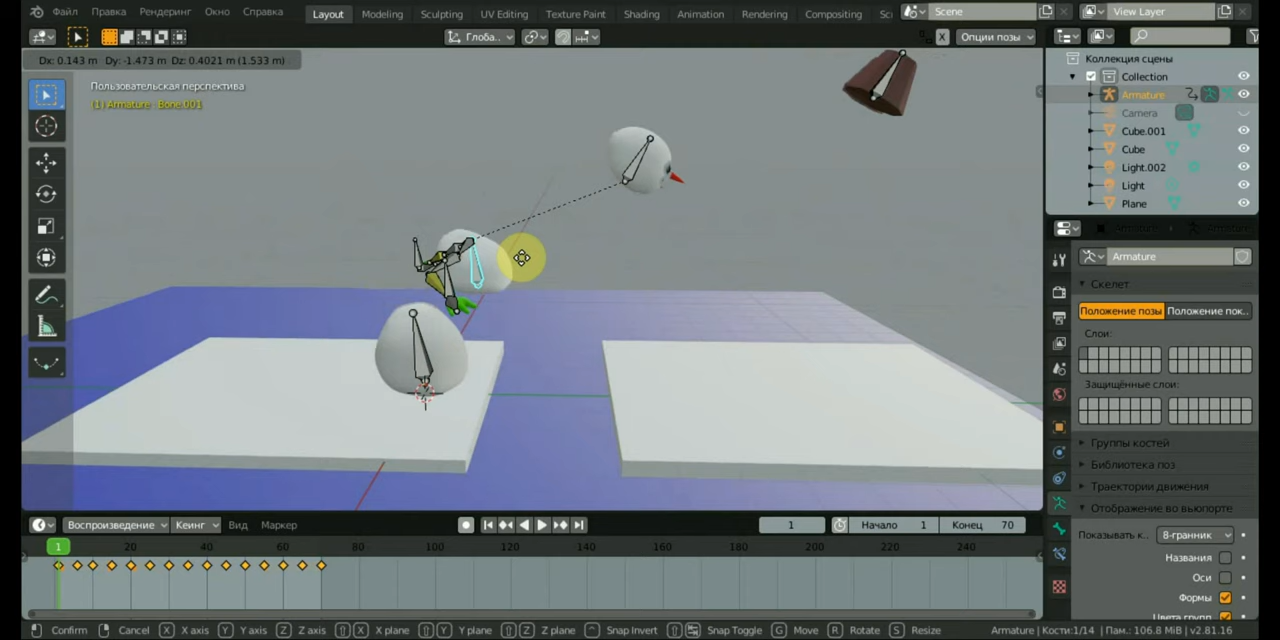 Файл Правка Рендеринг Окно Справка Layout Modeling Sculpting UV Editing Texture Paint Shading Animation Rendering Compositing Sc Scene View Layer
Глоба.. X Опции позы
Dx: 0.143 m Dy: -1.473 m Dz: 0.4021 m (1.533 m)
Пользовательская перспектива
(1) Armature : Bone.001
Коллекция сцены
Collection
Armature
Camera
Cube.001
Cube
Light.002
Light
Plane
Armature
Скелет
Положение позы Положение пок..
Слои:
Защищённые слои:
Группы костей
Библиотека поз
Траектории движения
Отображение во вьюпорте
Показывать к.. 8-гранник
Названия
Оси
Формы
Цвета групп
Воспроизведение Кеинг Вид Маркер 1 Начало 1 Конец 70
1 20 40 60 80 100 120 140 160 180 200 220 240
Confirm Cancel X X axis Y Y axis Z Z axis X X plane Y Y plane Z Z plane Snap Invert Snap Toggle G Move R Rotate S Resize Armature | Кости:1/14 | Пам.: 106.8 MiB | v2.81.16